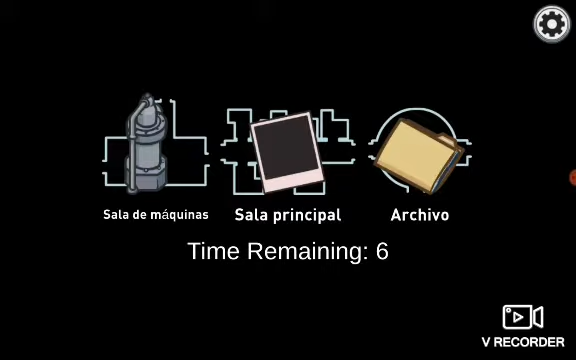 Sala de máquinas Sala principal Archivo
Time Remaining: 6
V RECORDER